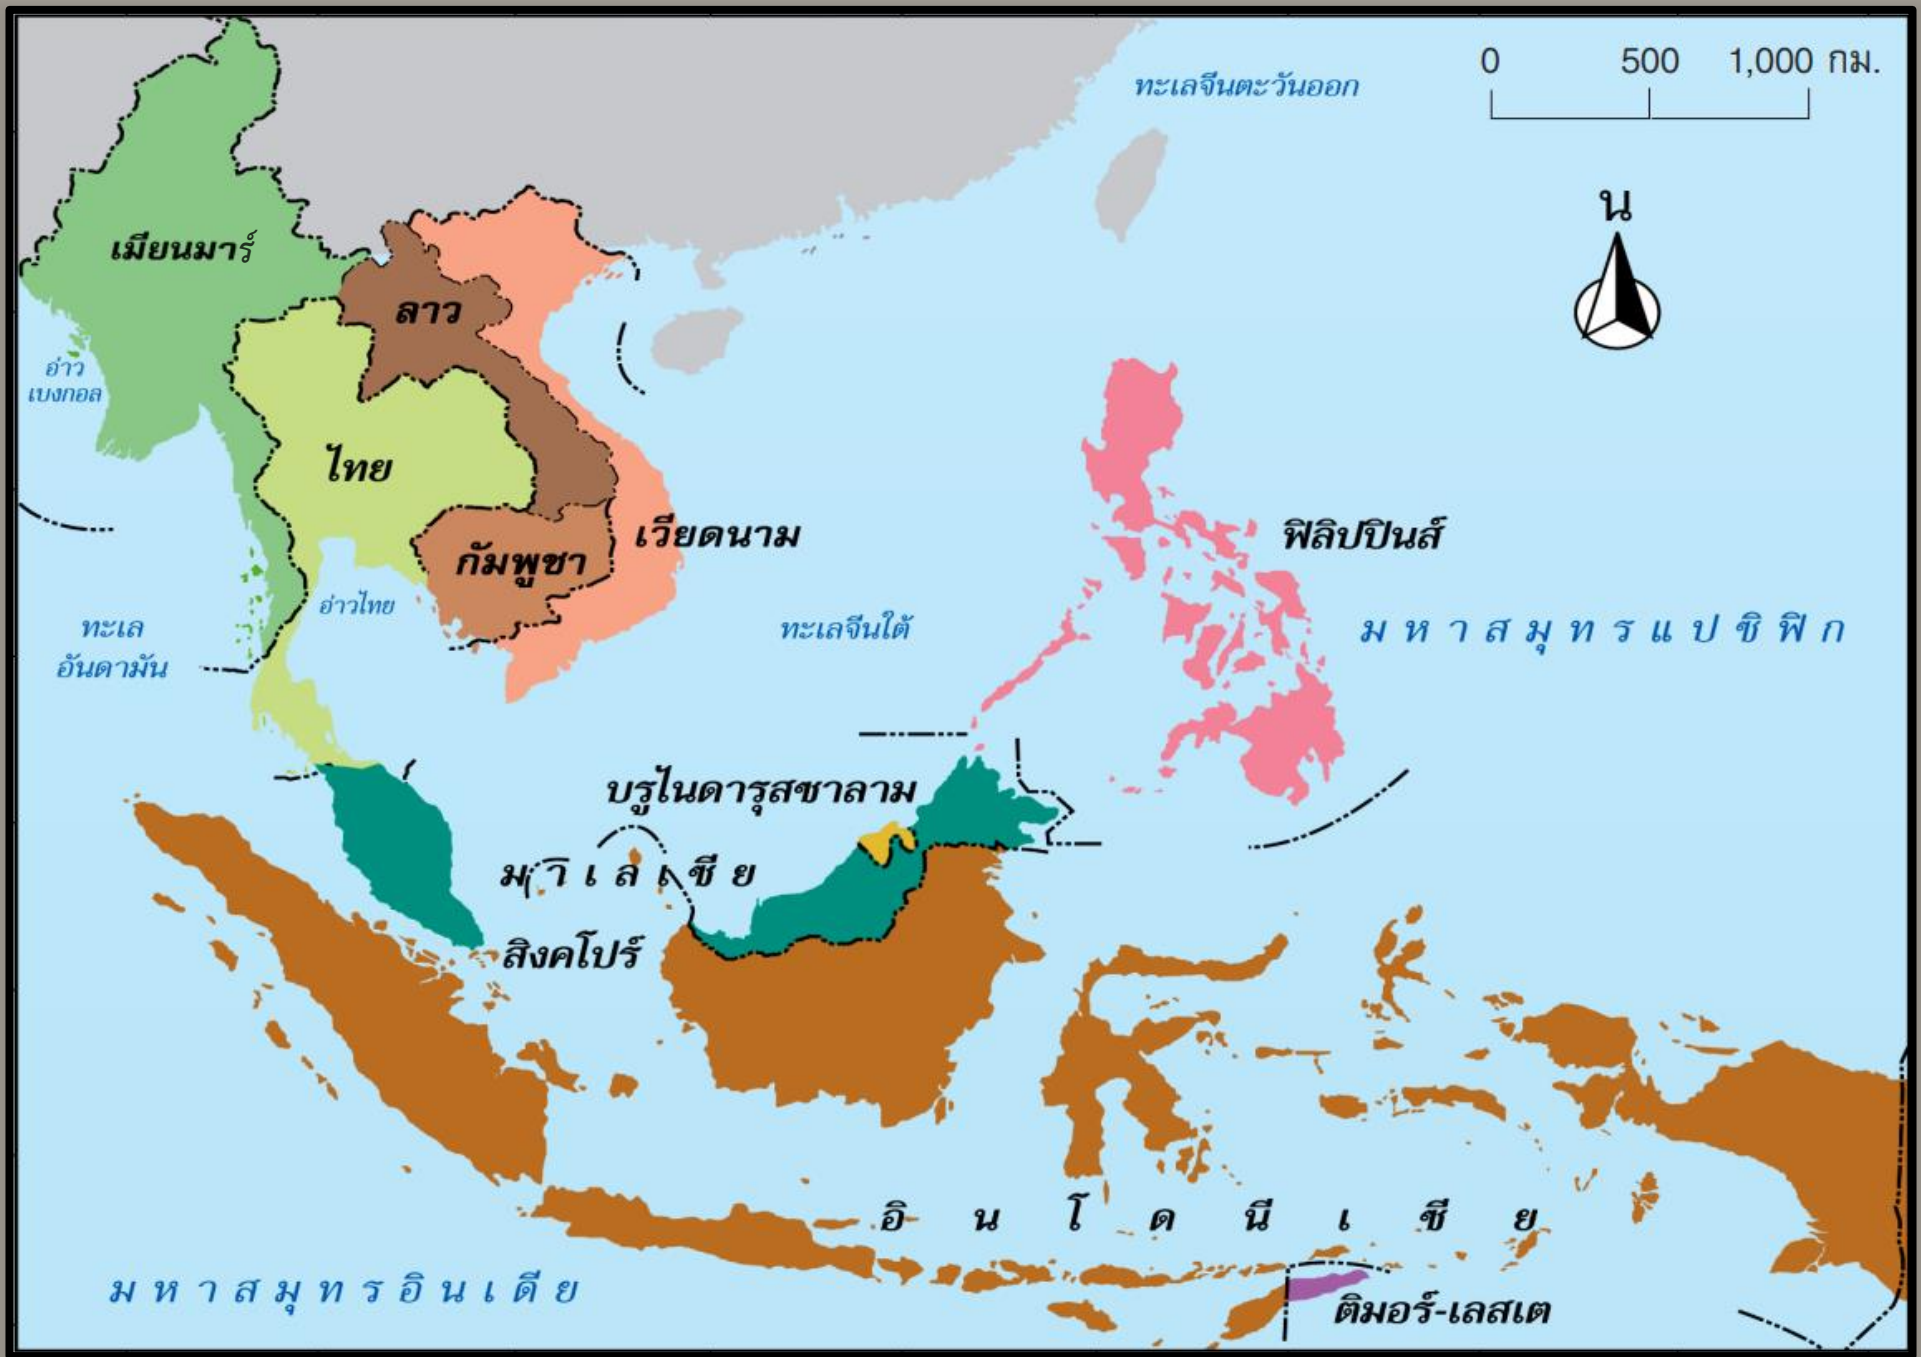 0 500 1,000 กม.
ทะเลจีนตะวันออก
น
เมียนมาร์
ลาว
อ่าว
เบงกอล
ไทย
เวียดนาม
ฟิลิปปินส์
กัมพูชา
อ่าวไทย
ทะเล
อันดามัน
ทะเลจีนใต้
มหาสมุทรแปซิฟิก
บรูไนดารุสซาลาม
มาเลเซีย
สิงคโปร์
อินโดนีเซีย
มหาสมุทรอินเดีย
ติมอร์-เลสเต